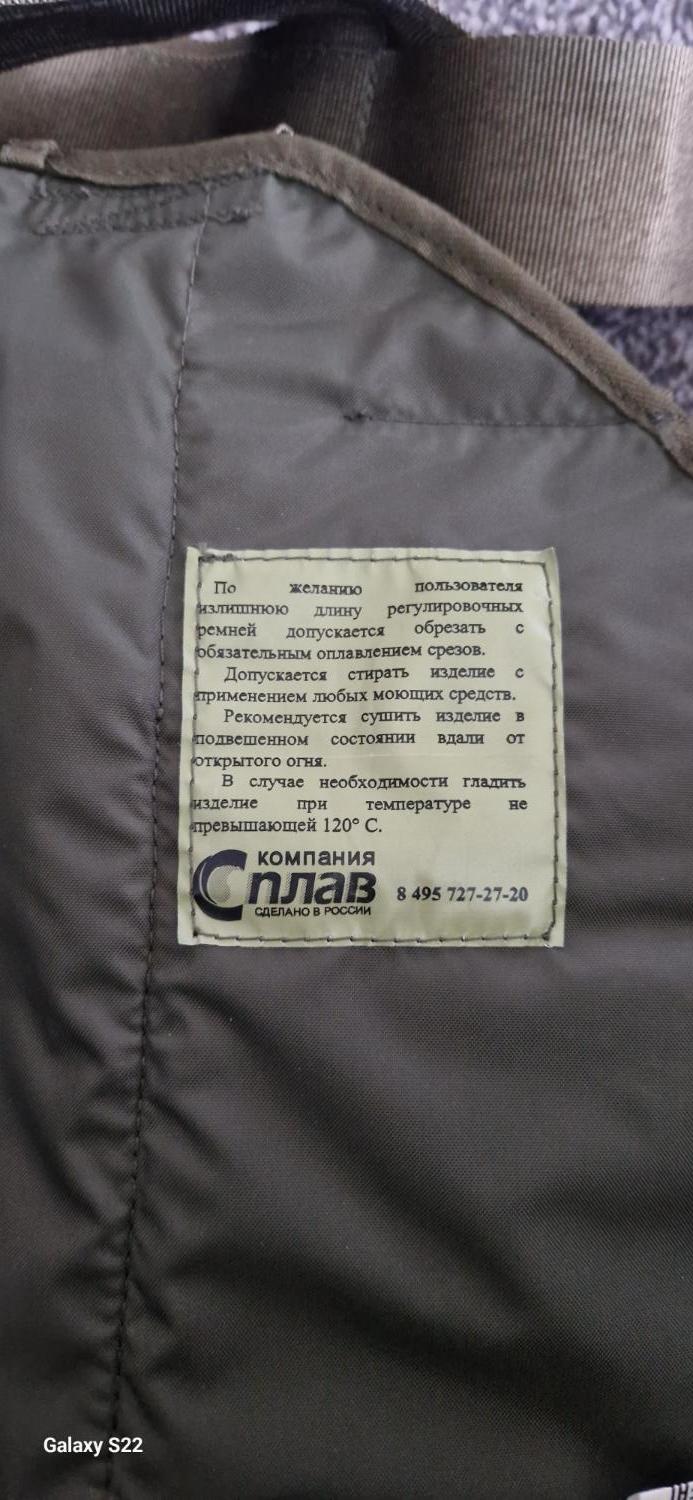 По желанию пользователя
излишнюю длину регулировочных
ремней допускается обрезать с
обязательным оплавлением срезов.
Допускается стирать изделие с
применением любых моющих средств.
Рекомендуется сушить изделие в
подвешенном состоянии вдали от
открытого огня.
В случае необходимости гладить
изделие при температуре не
превышающей 120° С.
компания
Сплав 8 495 727-27-20
СДЕЛАНО В РОССИИ
Galaxy S22